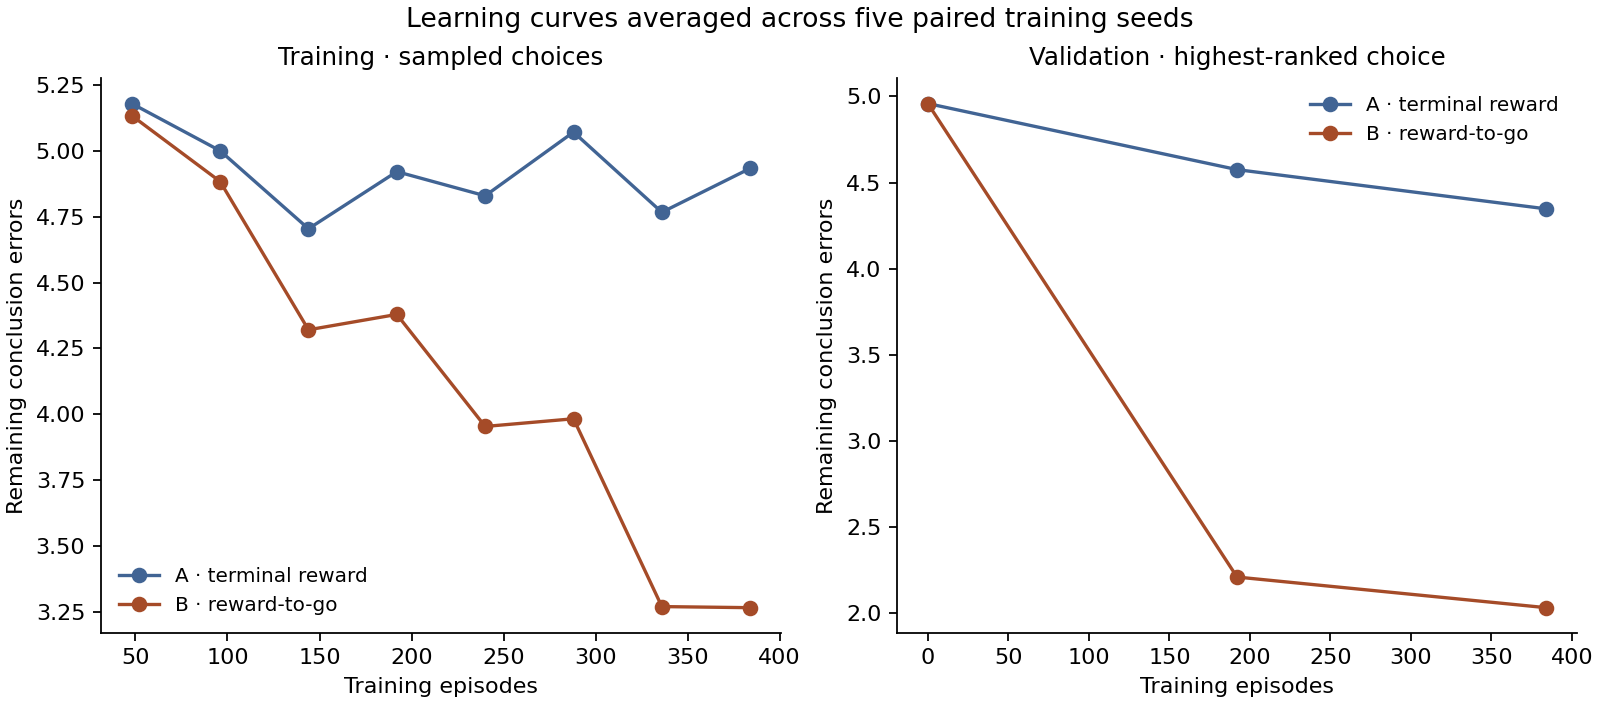 Learning curves averaged across five paired training seeds
Training · sampled choices
5.25
5.00
4.75
4.50
4.25
4.00
3.75
3.50
3.25
Remaining conclusion errors
A · terminal reward
B · reward-to-go
50 100 150 200 250 300 350 400
Training episodes
Validation · highest-ranked choice
5.0
4.5
4.0
3.5
3.0
2.5
2.0
Remaining conclusion errors
A · terminal reward
B · reward-to-go
0 50 100 150 200 250 300 350 400
Training episodes